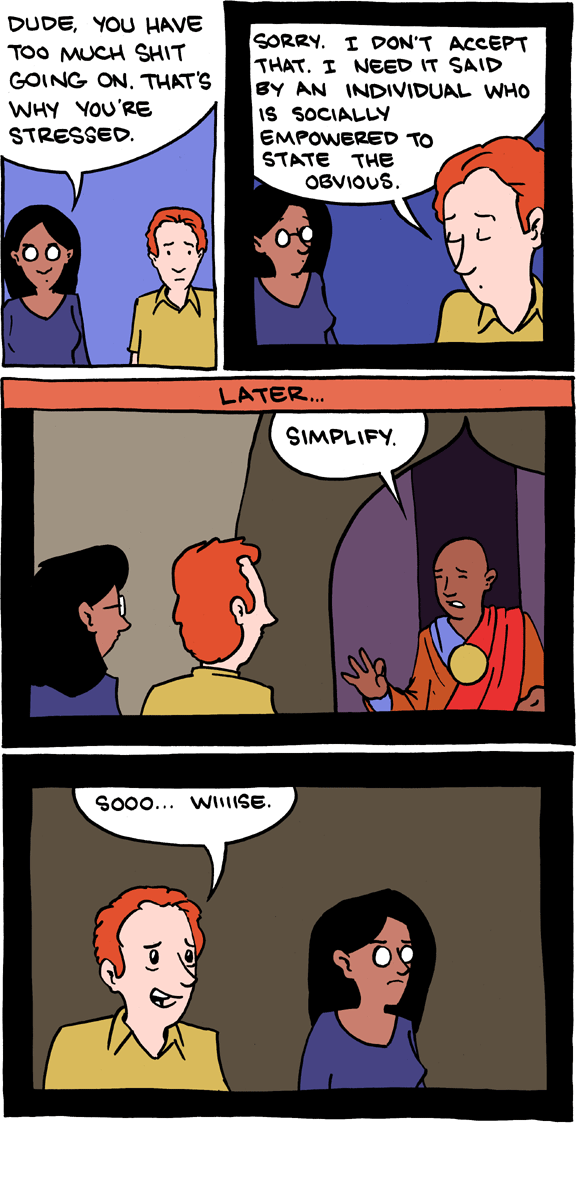 DUDE, YOU HAVE
TOO MUCH SHIT
GOING ON. THAT'S
WHY YOU'RE
STRESSED.
SORRY. I DON'T ACCEPT
THAT. I NEED IT SAID
BY AN INDIVIDUAL WHO
IS SOCIALLY
EMPOWERED TO
STATE THE
OBVIOUS.
LATER...
SIMPLIFY.
SOOO... WIIIISE.